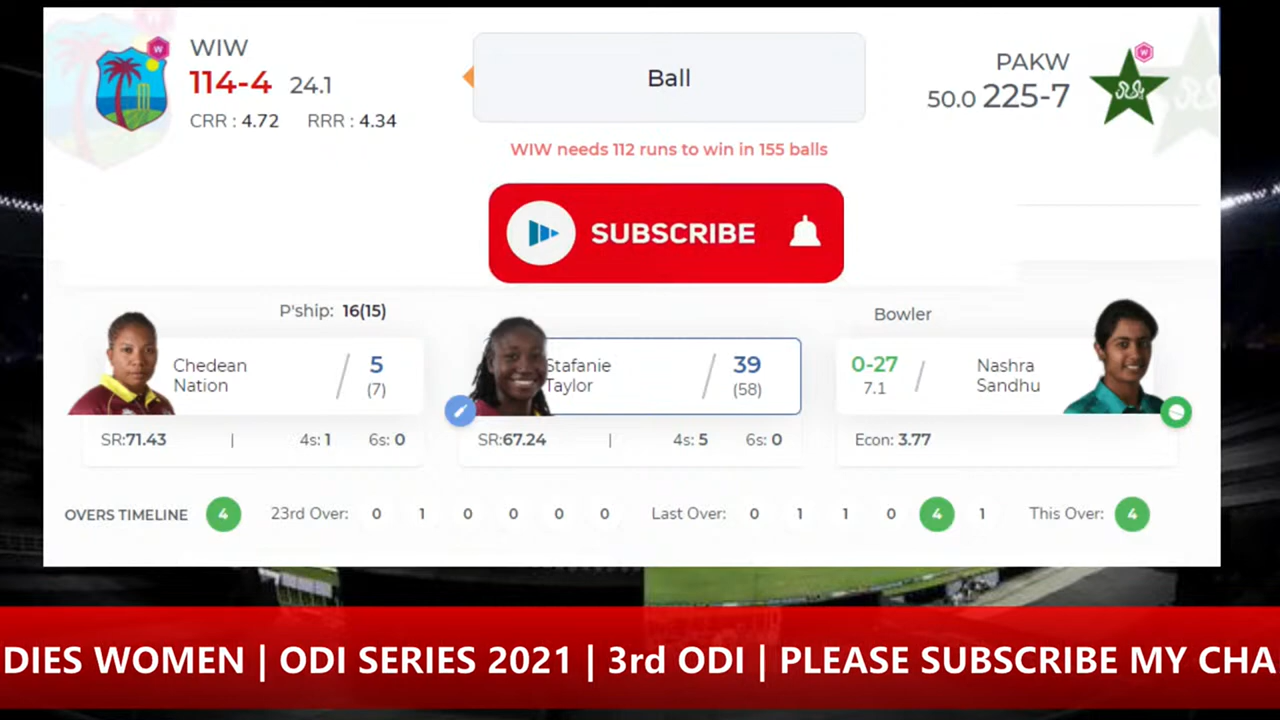 WIW
114-4 24.1
CRR : 4.72 RRR : 4.34
Ball
PAKW
50.0 225-7
WIW needs 112 runs to win in 155 balls
SUBSCRIBE
P'ship: 16(15)
Bowler
Chedean
Nation
5
(7)
Stafanie
Taylor
39
(58)
0-27
7.1
Nashra
Sandhu
SR:71.43 | 4s: 1 6s: 0
SR:67.24 | 4s: 5 6s: 0
Econ: 3.77
OVERS TIMELINE 4 23rd Over: 0 1 0 0 0 0 Last Over: 0 1 1 0 4 1 This Over: 4
DIES WOMEN | ODI SERIES 2021 | 3rd ODI | PLEASE SUBSCRIBE MY CHA